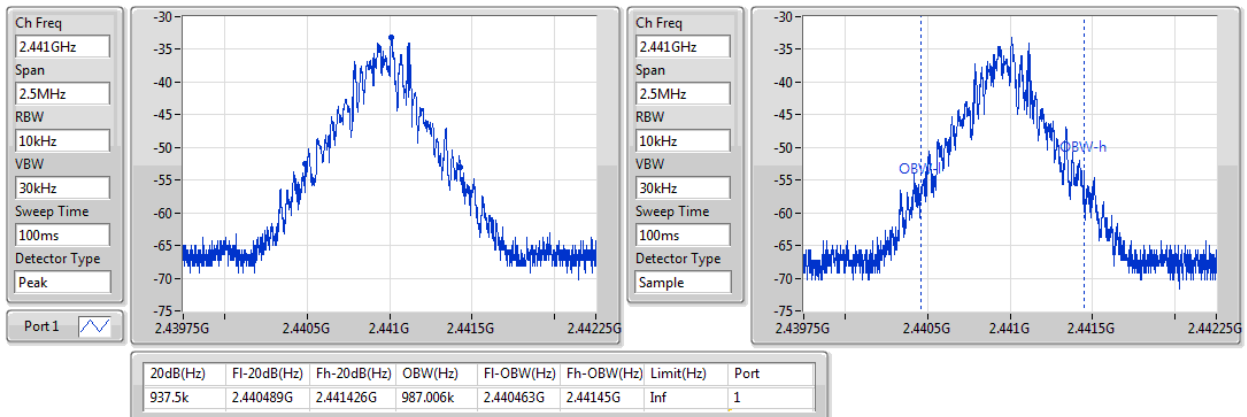 Ch Freq
2.441GHz
Span
2.5MHz
RBW
10kHz
VBW
30kHz
Sweep Time
100ms
Detector Type
Peak
Port 1
-30
-35
-40
-45
-50
-55
-60
-65
-70
-75
2.43975G 2.4405G 2.441G 2.4415G 2.44225G
Ch Freq
2.441GHz
Span
2.5MHz
RBW
10kHz
VBW
30kHz
Sweep Time
100ms
Detector Type
Sample
-30
-35
-40
-45
-50
-55
-60
-65
-70
-75
OBW-h
OBW-l
2.43975G 2.4405G 2.441G 2.4415G 2.44225G
20dB(Hz) Fl-20dB(Hz) Fh-20dB(Hz) OBW(Hz) Fl-OBW(Hz) Fh-OBW(Hz) Limit(Hz) Port
937.5k 2.440489G 2.441426G 987.006k 2.440463G 2.44145G Inf 1